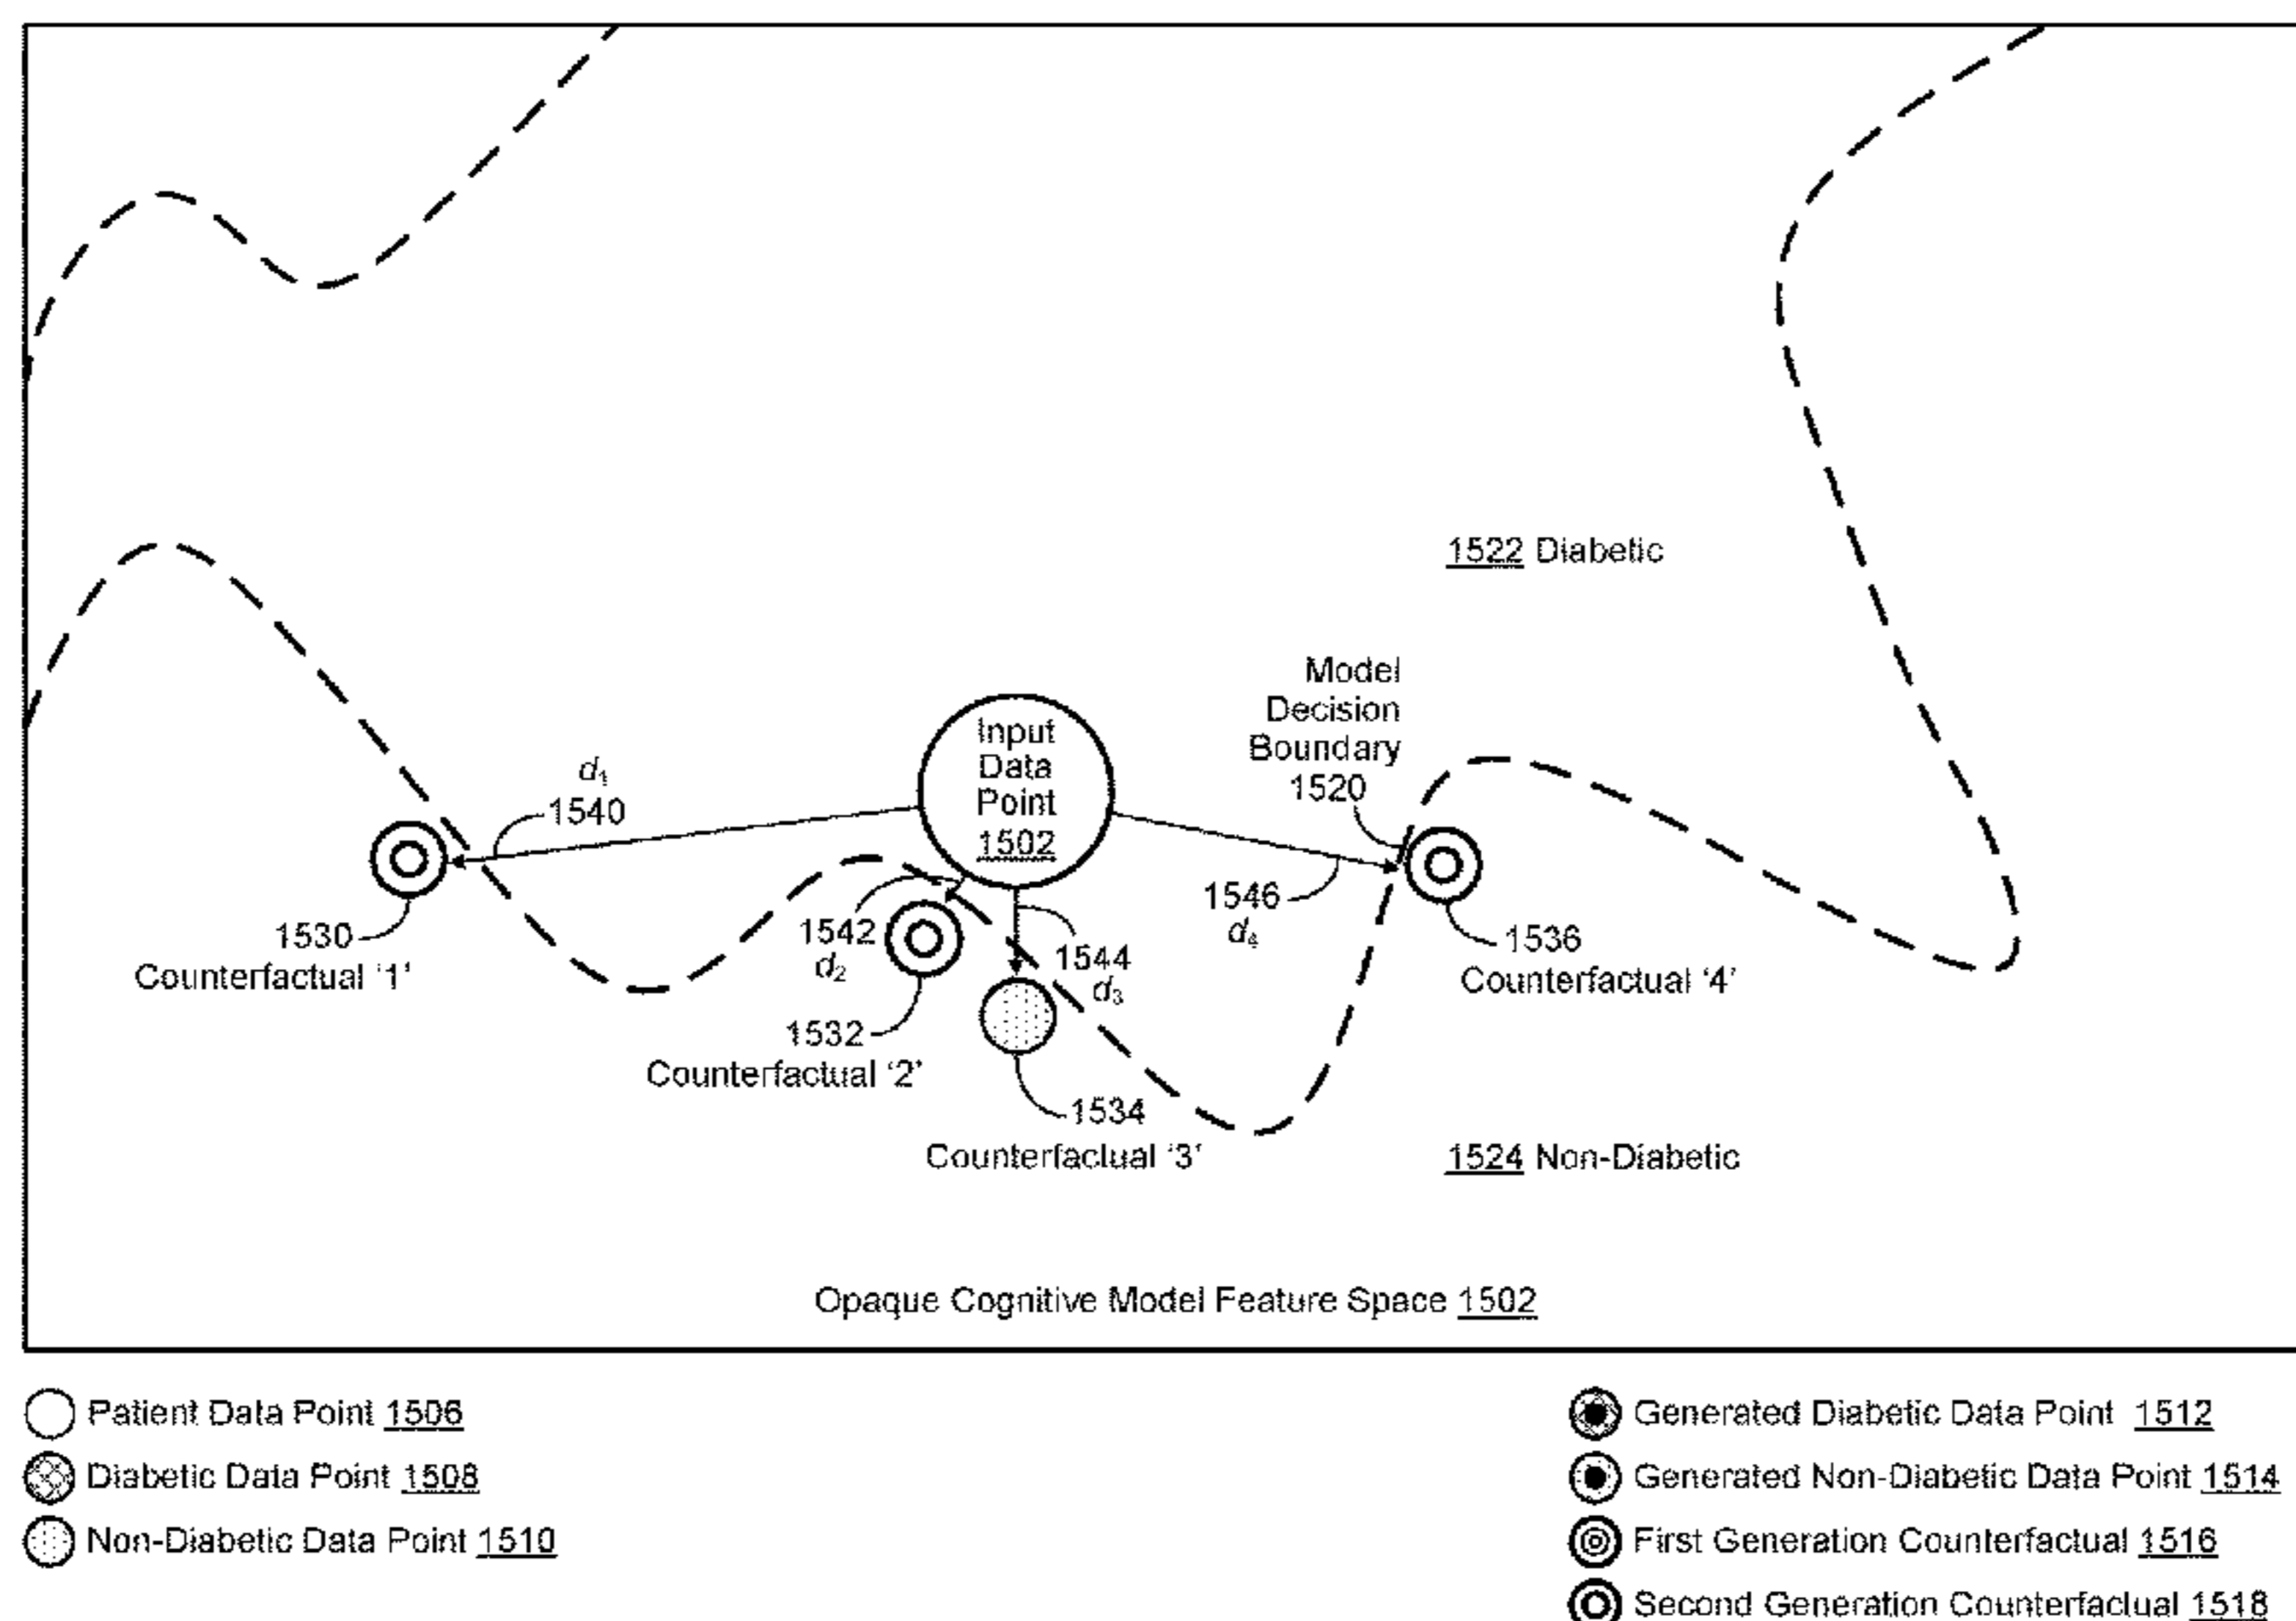 1522 Diabetic
Model
Decision
Boundary
1520
Input
Data
Point
1502
d₁
1540
1530
Counterfactual ‘1’
1542
d₂
1532
Counterfactual ‘2’
1544
d₃
1534
Counterfactual ‘3’
1546
d₄
1536
Counterfactual ‘4’
1524 Non-Diabetic
Opaque Cognitive Model Feature Space 1502
Patient Data Point 1506
Diabetic Data Point 1508
Non-Diabetic Data Point 1510
Generated Diabetic Data Point 1512
Generated Non-Diabetic Data Point 1514
First Generation Counterfactual 1516
Second Generation Counterfactual 1518